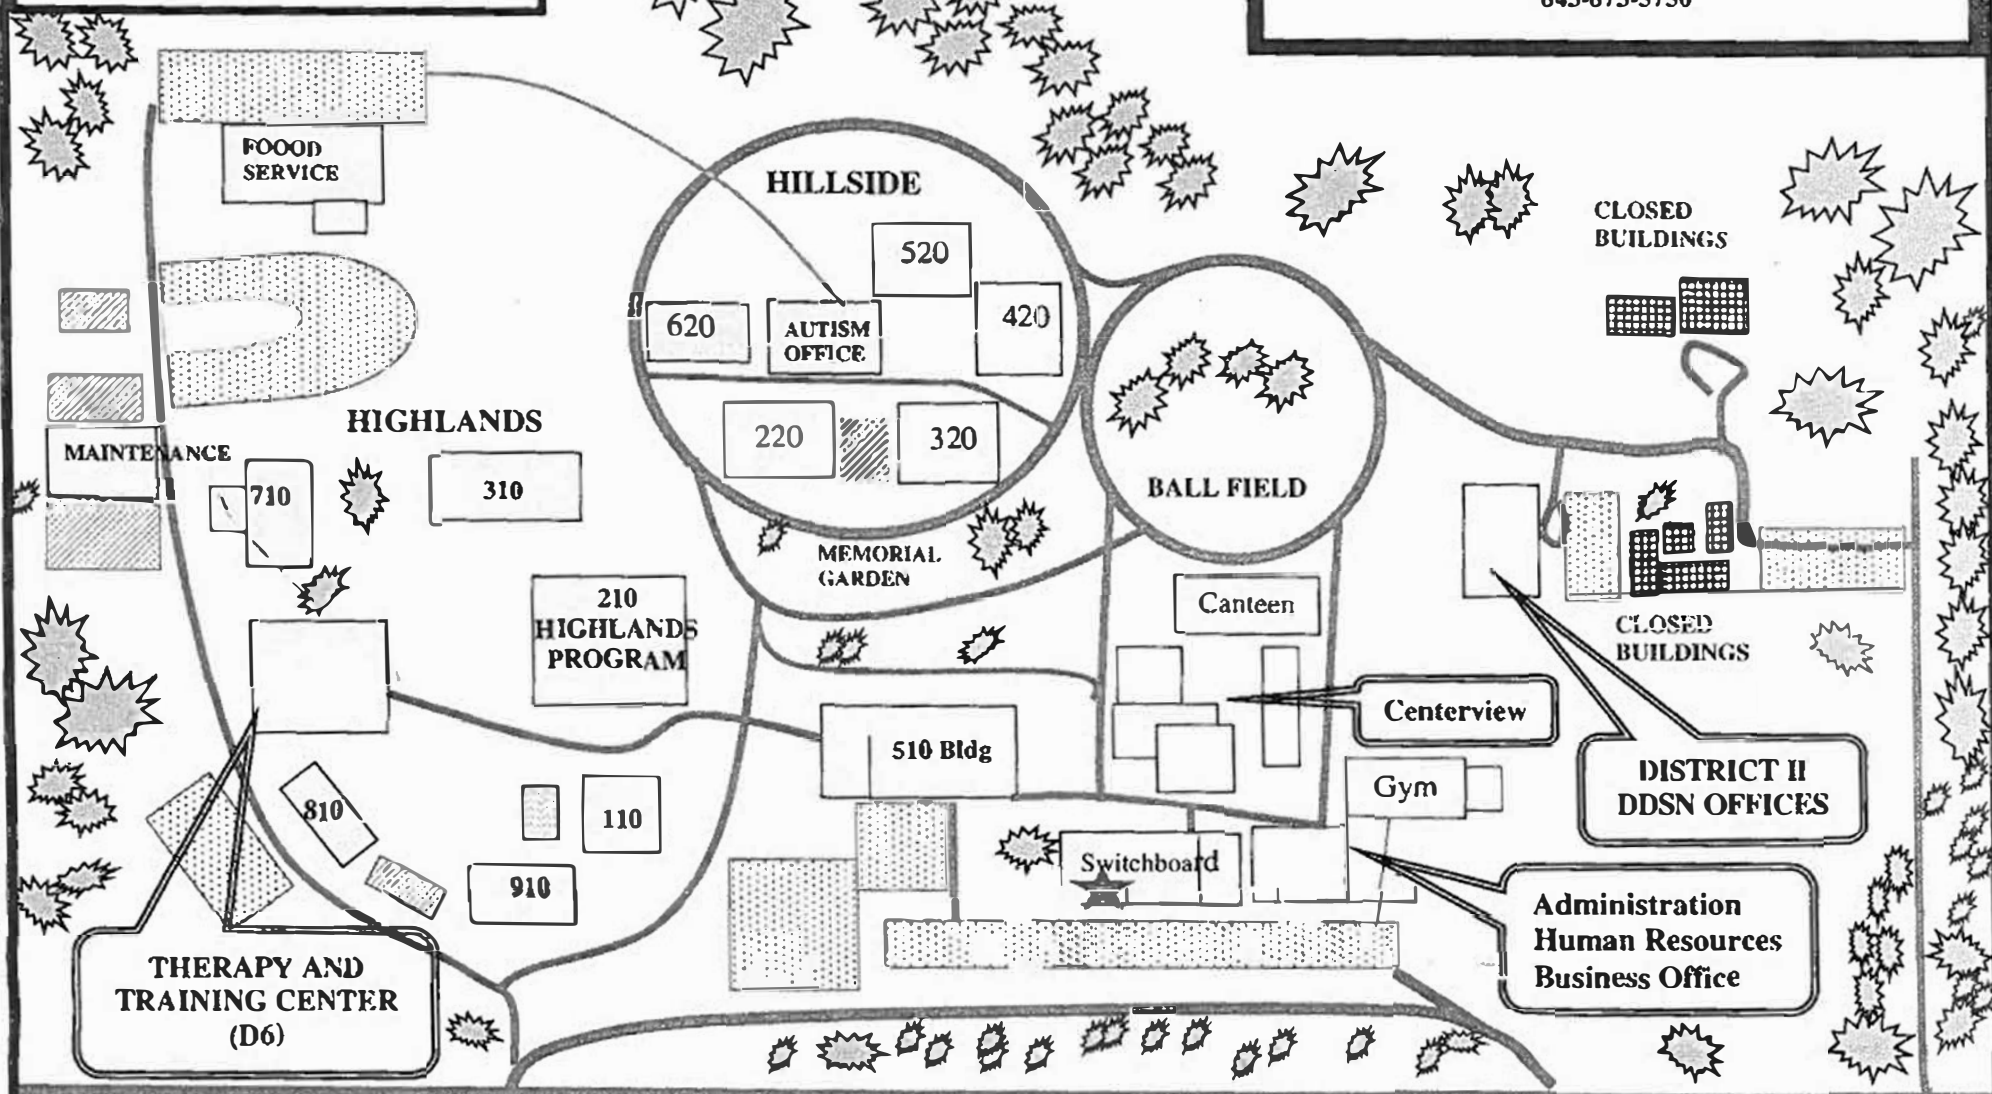 HILLSIDE
FOOOD
SERVICE
CLOSED
BUILDINGS
520
620
AUTISM
OFFICE
420
HIGHLANDS
220
320
MAINTENANCE
710
310
BALL FIELD
MEMORIAL
GARDEN
210
HIGHLANDS
PROGRAM
Canteen
CLOSED
BUILDINGS
Centerview
510 Bldg
DISTRICT II
DDSN OFFICES
Gym
810
110
Switchboard
910
Administration
Human Resources
Business Office
THERAPY AND
TRAINING CENTER
(D6)